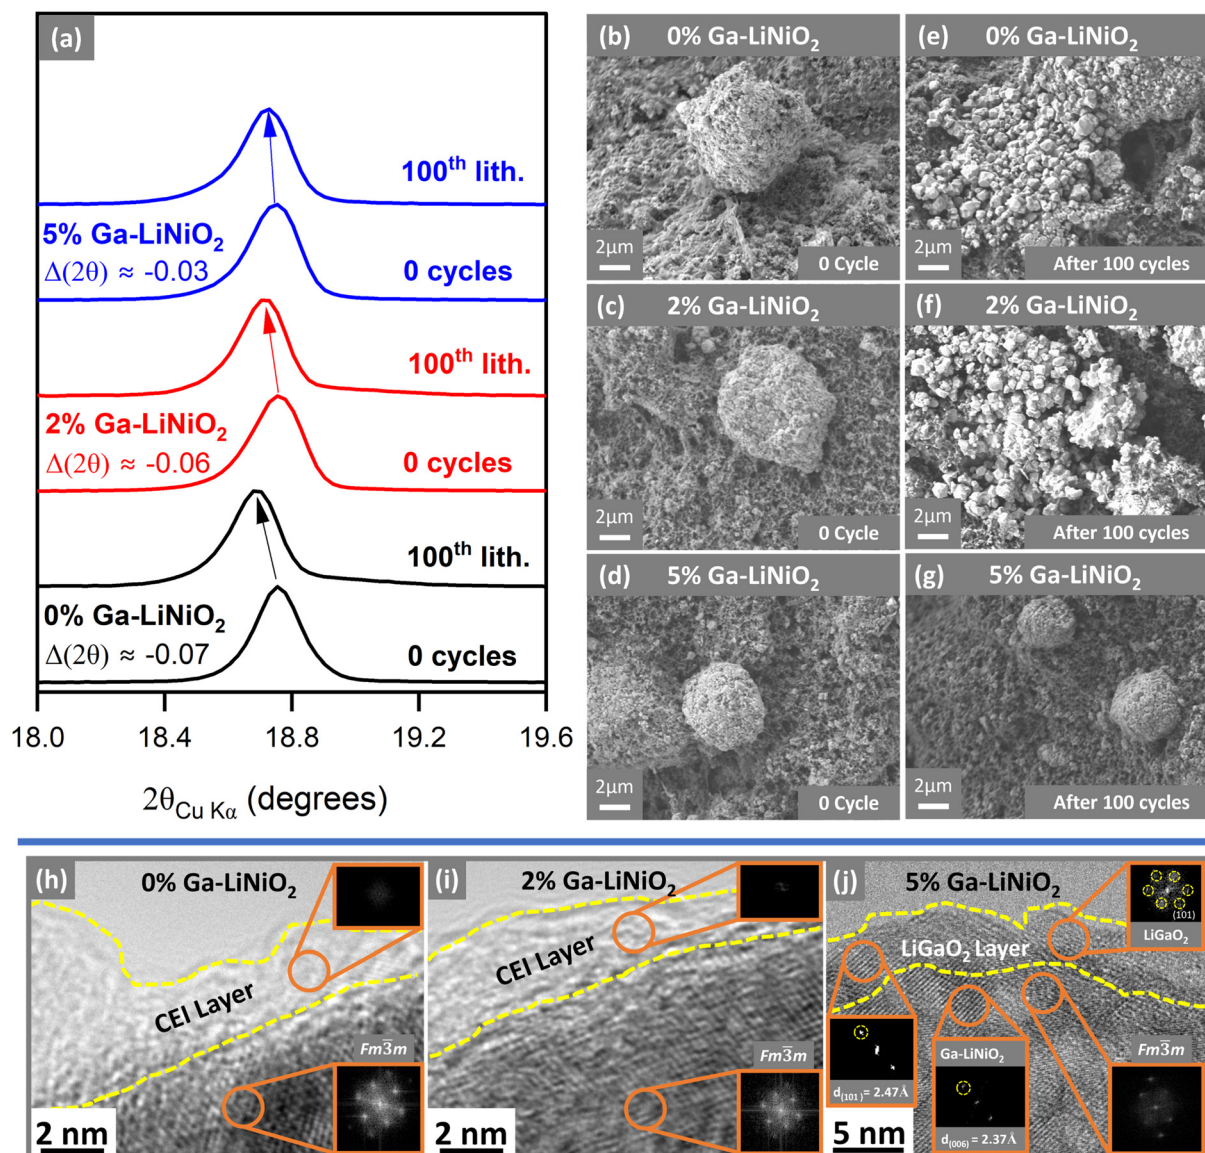 (a)
100th lith.
5% Ga-LiNiO2
Δ(2θ) ≈ -0.03
0 cycles
100th lith.
2% Ga-LiNiO2
Δ(2θ) ≈ -0.06
0 cycles
100th lith.
0% Ga-LiNiO2
Δ(2θ) ≈ -0.07
0 cycles
18.0 18.4 18.8 19.2 19.6
2θCu Kα (degrees)
(b) 0% Ga-LiNiO2
2μm
0 Cycle
(e) 0% Ga-LiNiO2
2μm
After 100 cycles
(c) 2% Ga-LiNiO2
2μm
0 Cycle
(f) 2% Ga-LiNiO2
2μm
After 100 cycles
(d) 5% Ga-LiNiO2
2μm
0 Cycle
(g) 5% Ga-LiNiO2
2μm
After 100 cycles
(h) 0% Ga-LiNiO2
CEI Layer
Fm3̅m
2 nm
(i) 2% Ga-LiNiO2
CEI Layer
Fm3̅m
2 nm
(j) 5% Ga-LiNiO2
(101)
LiGaO2
LiGaO2 Layer
d(101) = 2.47Å
Ga-LiNiO2
d(006) = 2.37Å
Fm3̅m
5 nm